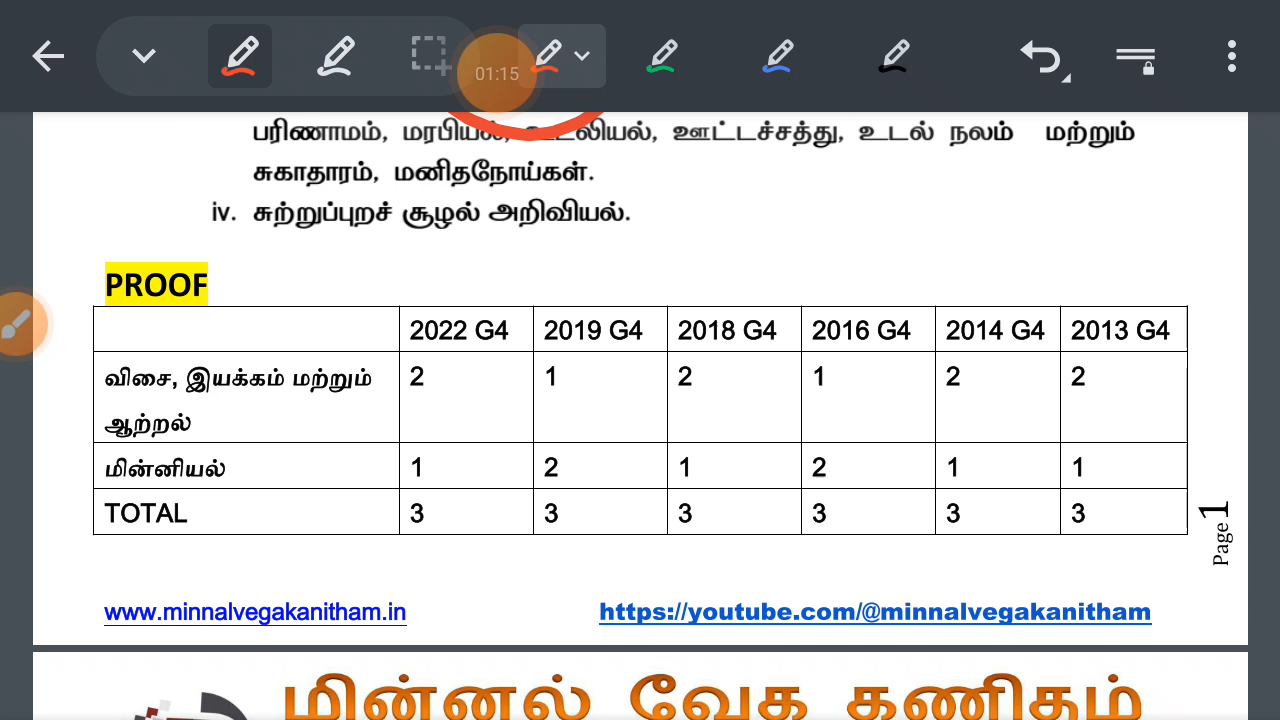 01:15
பரிணாமம், மரபியல், உடலியல், ஊட்டச்சத்து, உடல் நலம் மற்றும்
சுகாதாரம், மனிதநோய்கள்.
iv. சுற்றுப்புறச் சூழல் அறிவியல்.
PROOF
2022 G4 2019 G4 2018 G4 2016 G4 2014 G4 2013 G4
விசை, இயக்கம் மற்றும் 2 1 2 1 2 2
ஆற்றல்
மின்னியல் 1 2 1 2 1 1
TOTAL 3 3 3 3 3 3
Page 1
www.minnalvegakanitham.in https://youtube.com/@minnalvegakanitham
மின்னல் வேக கணிதம்